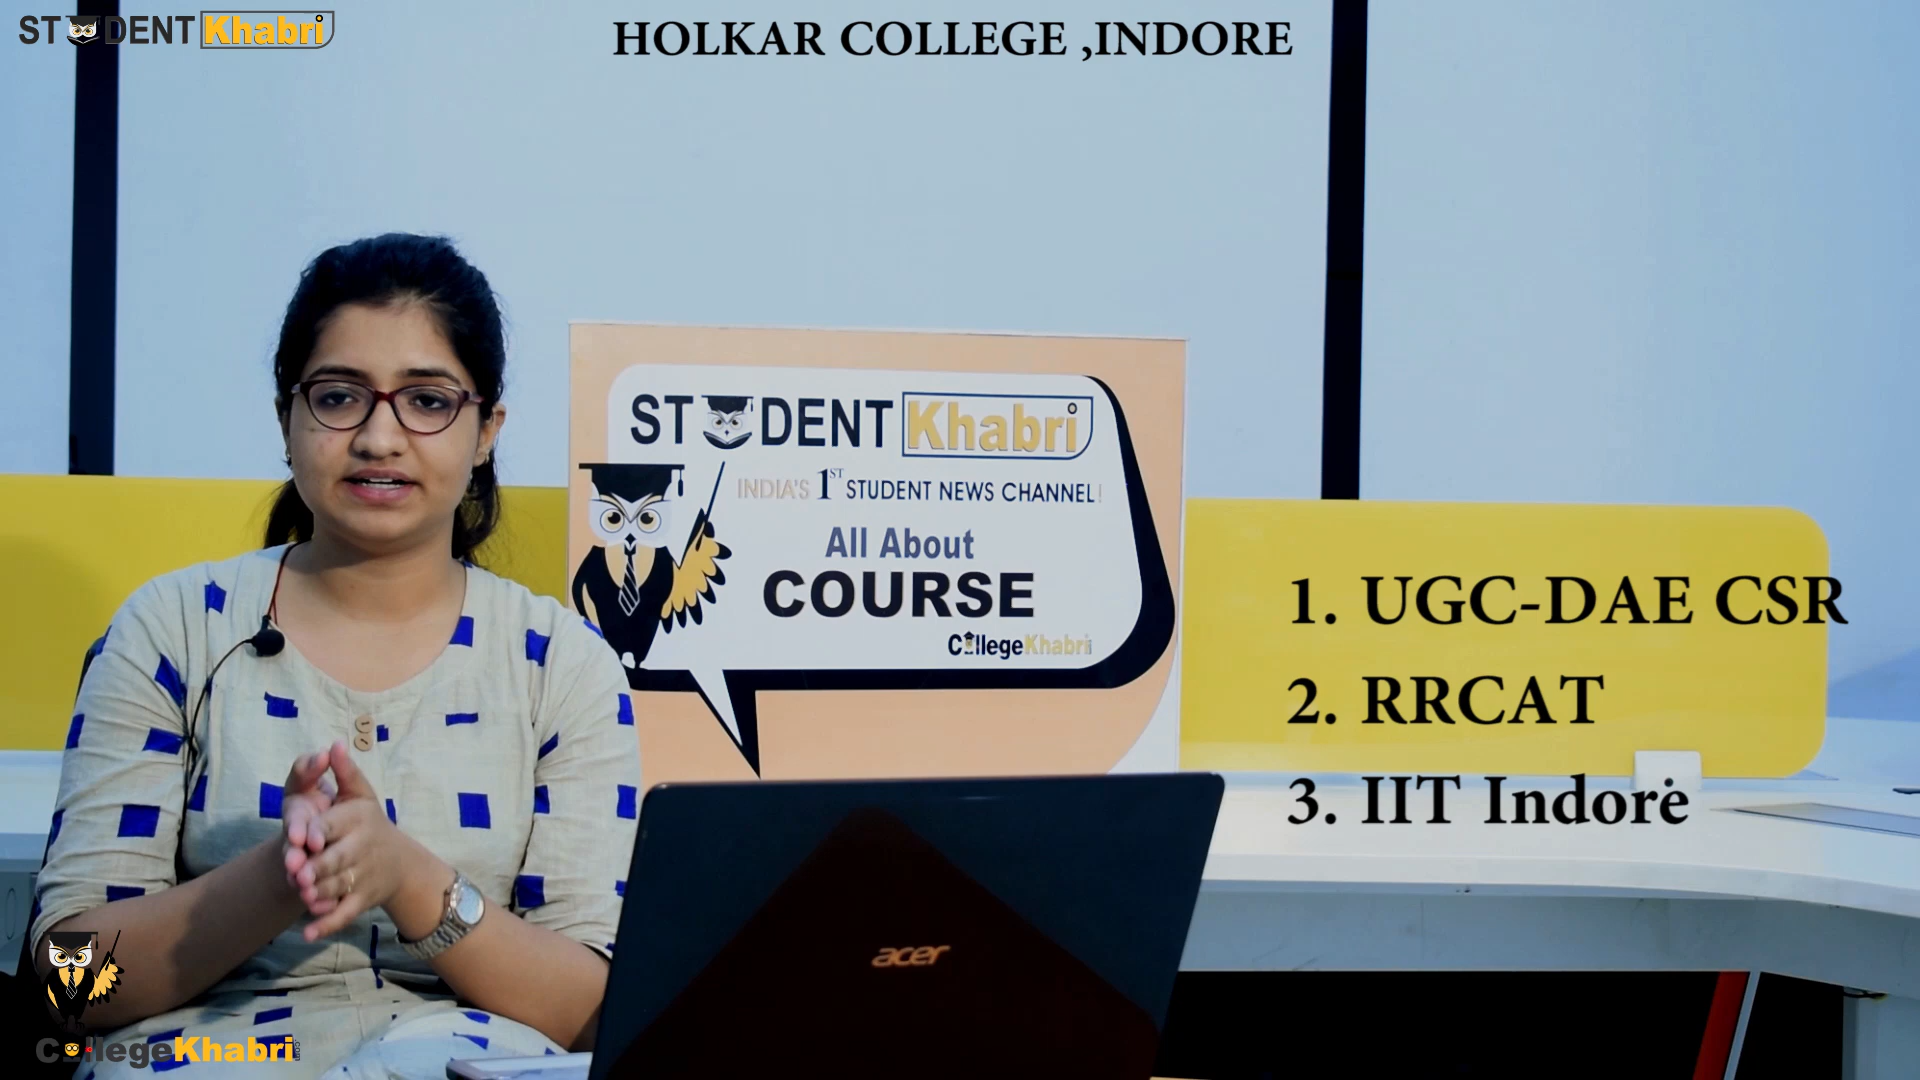 STUDENT Khabri
HOLKAR COLLEGE ,INDORE
STUDENT Khabri
INDIA'S 1ST STUDENT NEWS CHANNEL!
All About
COURSE
CollegeKhabri
1. UGC-DAE CSR
2. RRCAT
3. IIT Indorė
acer
CollegeKhabri